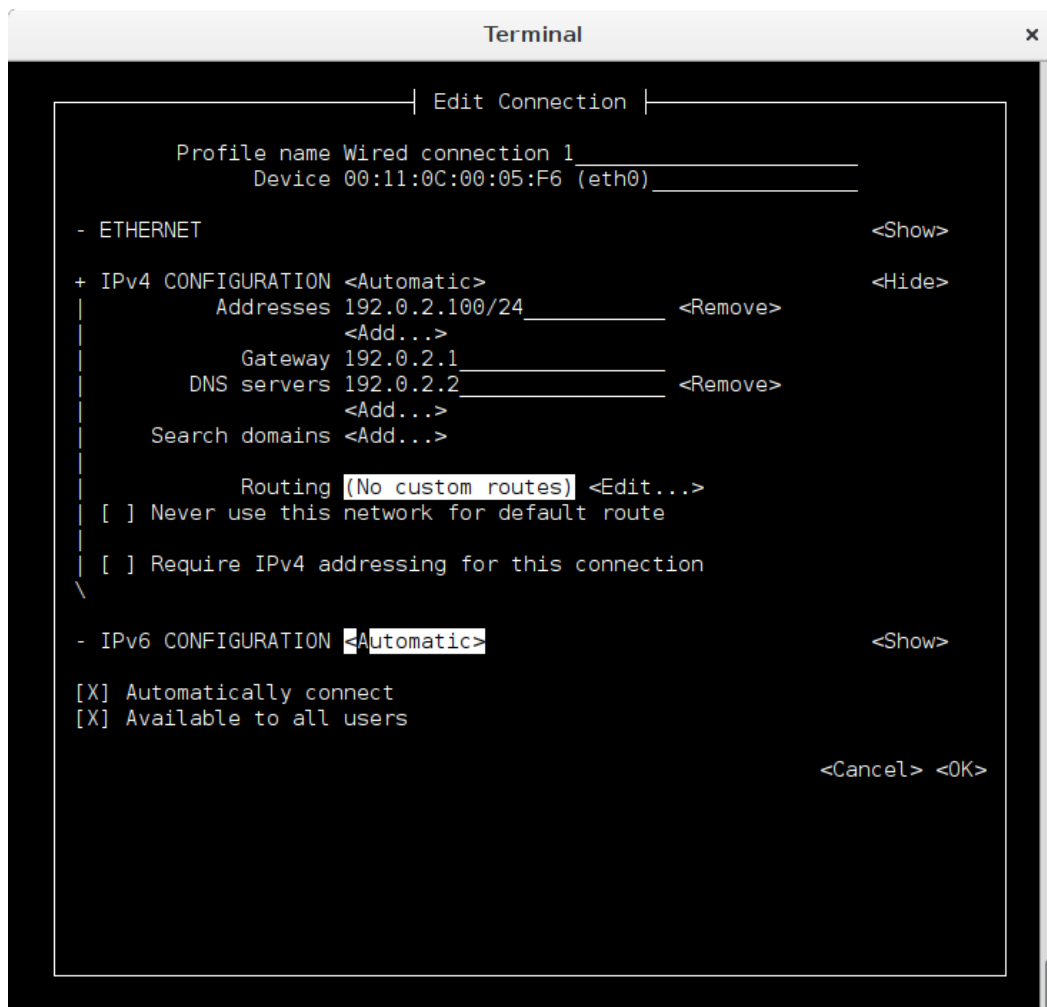 Terminal ×
Edit Connection
Profile name Wired connection 1
Device 00:11:0C:00:05:F6 (eth0)
- ETHERNET <Show>
+ IPv4 CONFIGURATION <Automatic> <Hide>
| Addresses 192.0.2.100/24 <Remove>
| <Add...>
| Gateway 192.0.2.1
| DNS servers 192.0.2.2 <Remove>
| <Add...>
| Search domains <Add...>
|
| Routing (No custom routes) <Edit...>
| [ ] Never use this network for default route
|
| [ ] Require IPv4 addressing for this connection
\
- IPv6 CONFIGURATION <Automatic> <Show>
[X] Automatically connect
[X] Available to all users
<Cancel> <OK>